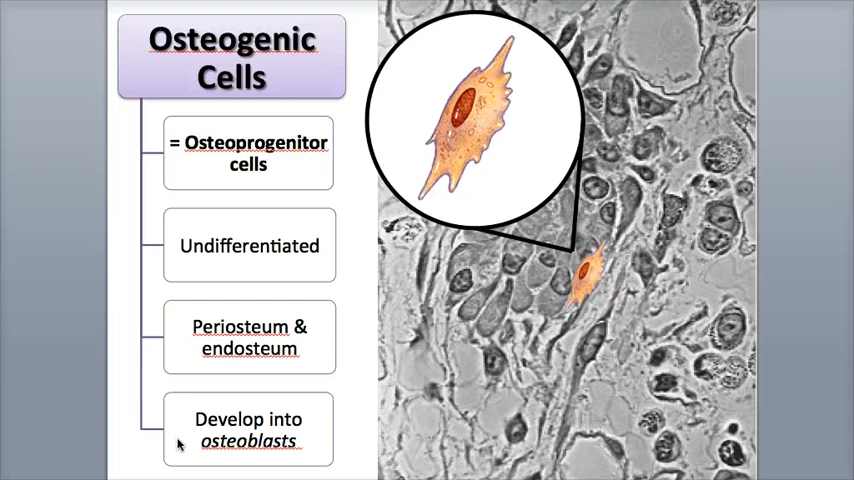 Osteogenic
Cells
= Osteoprogenitor
cells
Undifferentiated
Periosteum &
endosteum
Develop into
osteoblasts